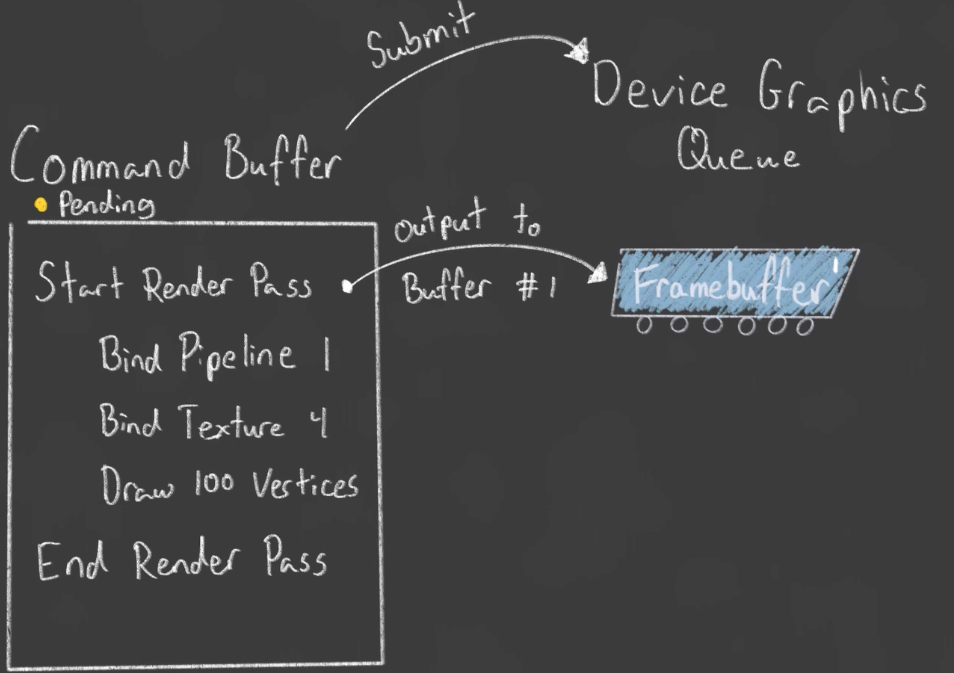 Submit
Device Graphics
Queue
Command Buffer
Pending
Output to
Buffer #1
Start Render Pass
Bind Pipeline 1
Bind Texture 4
Draw 100 Vertices
End Render Pass
Framebuffer